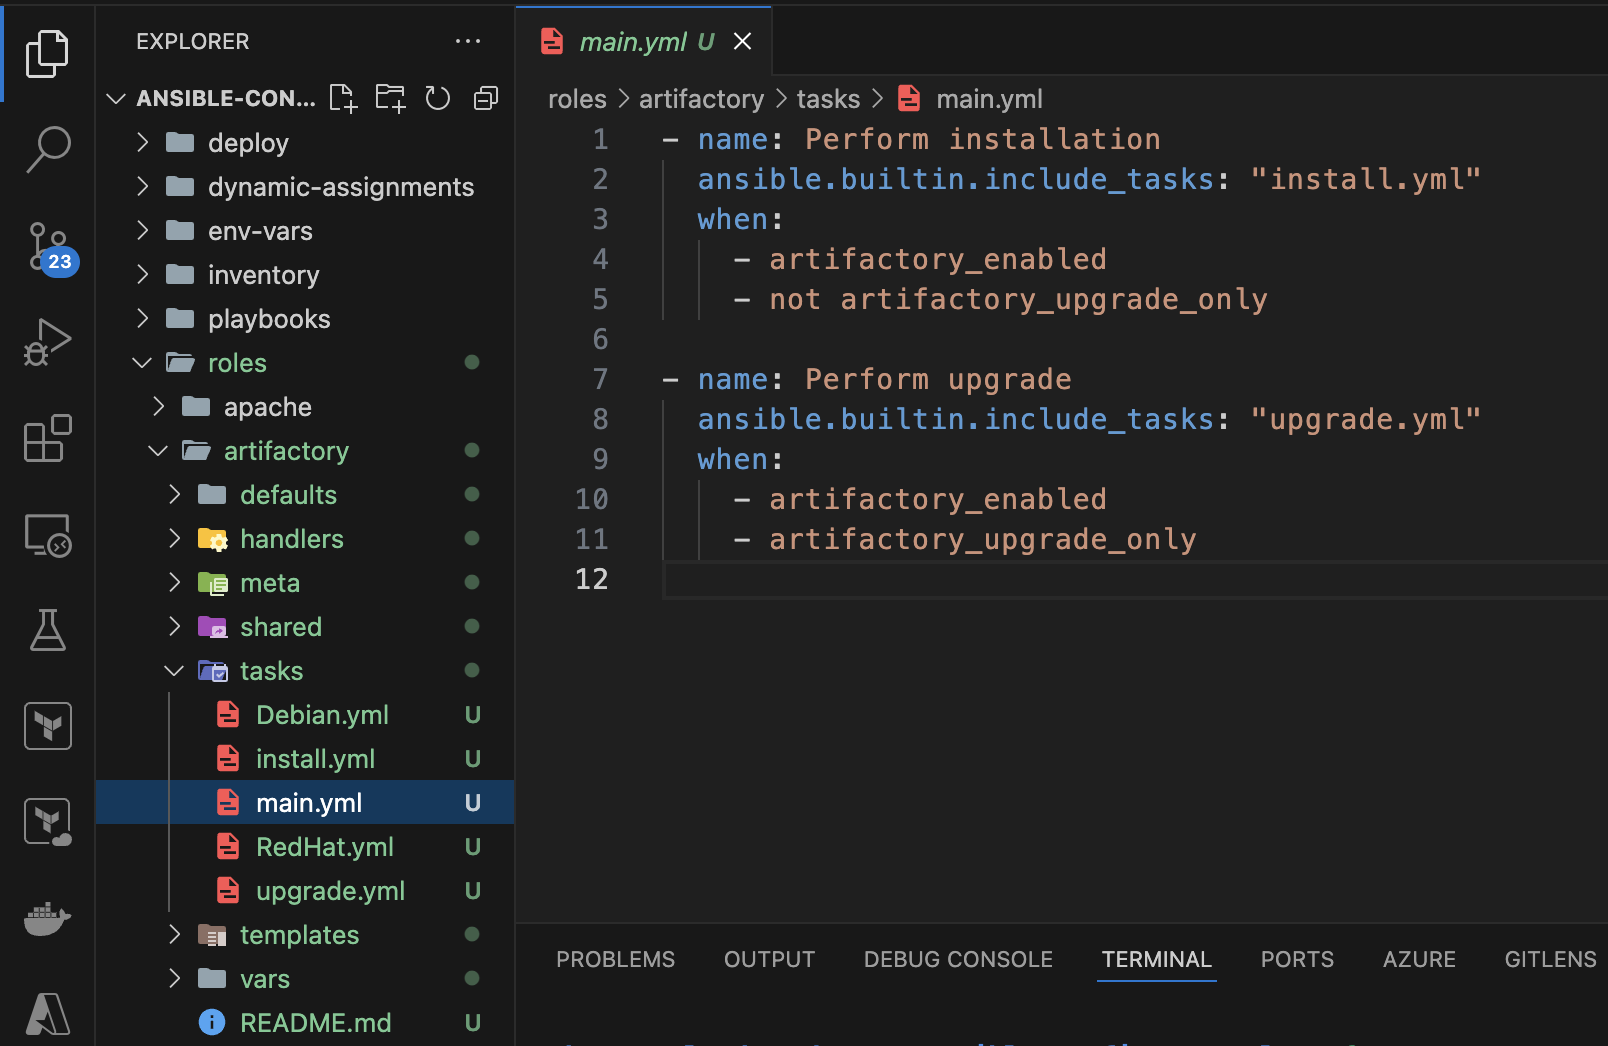 EXPLORER
ANSIBLE-CON...
deploy
dynamic-assignments
env-vars
inventory
playbooks
roles
apache
artifactory
defaults
handlers
meta
shared
tasks
Debian.yml U
install.yml U
main.yml U
RedHat.yml U
upgrade.yml U
templates
vars
README.md U
23
main.yml U
roles > artifactory > tasks > main.yml
1 - name: Perform installation
2 ansible.builtin.include_tasks: "install.yml"
3 when:
4 - artifactory_enabled
5 - not artifactory_upgrade_only
6
7 - name: Perform upgrade
8 ansible.builtin.include_tasks: "upgrade.yml"
9 when:
10 - artifactory_enabled
11 - artifactory_upgrade_only
12
PROBLEMS OUTPUT DEBUG CONSOLE TERMINAL PORTS AZURE GITLENS